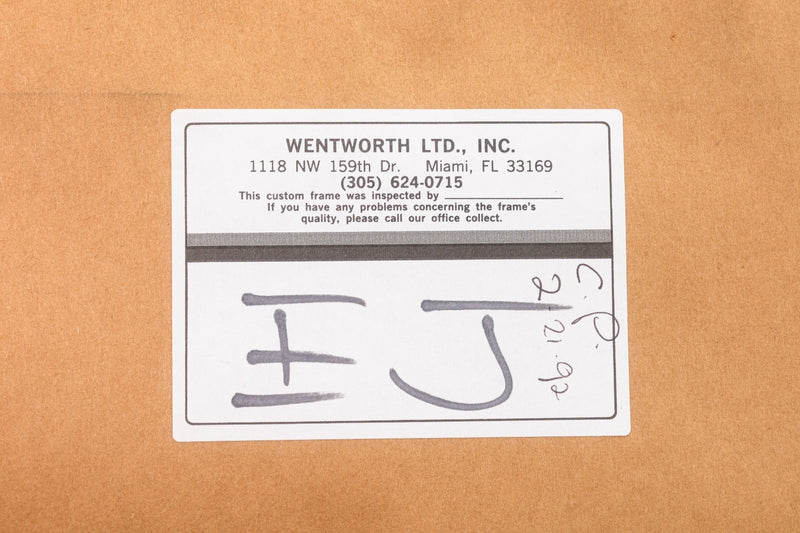 WENTWORTH LTD., INC.
1118 NW 159th Dr. Miami, FL 33169
(305) 624-0715
This custom frame was inspected by
If you have any problems concerning the frame's
quality, please call our office collect.
2-21-92